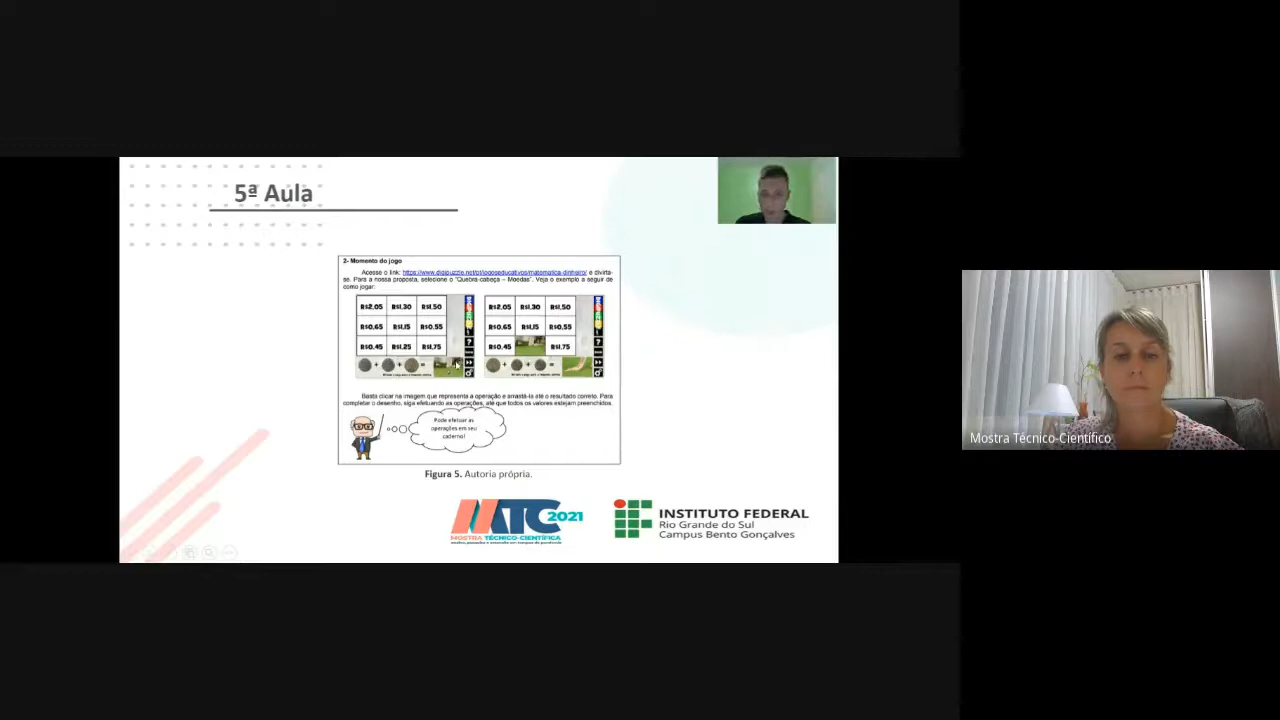 5ª Aula
2- Momento do jogo
Acesse o link: https://www.digipuzzle.net/pt/jogoseducativos/matematica-dinheiro/ e divirta-
se. Para a nossa proposta, selecione o "Quebra-cabeça – Moedas". Veja o exemplo a seguir de
como jogar:
R$2.05 R$1.30 R$1.50
R$0.65 R$1.15 R$0.55
R$0.45 R$1.25 R$1.75
+ + =
R$2.05 R$1.30 R$1.50
R$0.65 R$1.15 R$0.55
R$0.45 R$1.75
+ + =
Basta clicar na imagem que representa a operação e arrastá-la até o resultado correto. Para
completar o desenho, siga efetuando as operações, até que todos os valores estejam preenchidos.
Pode efetuar as
operações em seu
caderno!
Figura 5. Autoria própria.
MTC 2021
MOSTRA TÉCNICO-CIENTÍFICA
INSTITUTO FEDERAL
Rio Grande do Sul
Campus Bento Gonçalves
Mostra Técnico-Científico